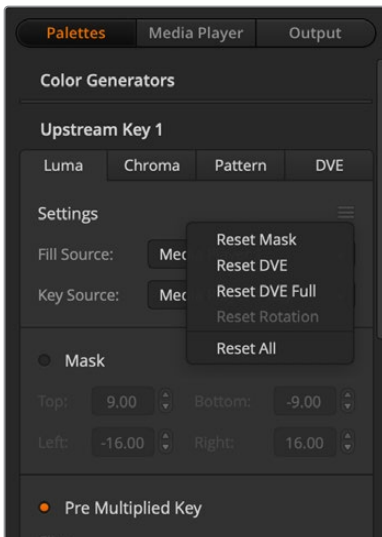 Palettes Media Player Output
Color Generators
Upstream Key 1
Luma Chroma Pattern DVE
Settings
Reset Mask
Reset DVE
Reset DVE Full
Reset Rotation
Reset All
Fill Source:
Key Source:
Mask
Top: 9.00 Bottom: -9.00
Left: -16.00 Right: 16.00
Pre Multiplied Key